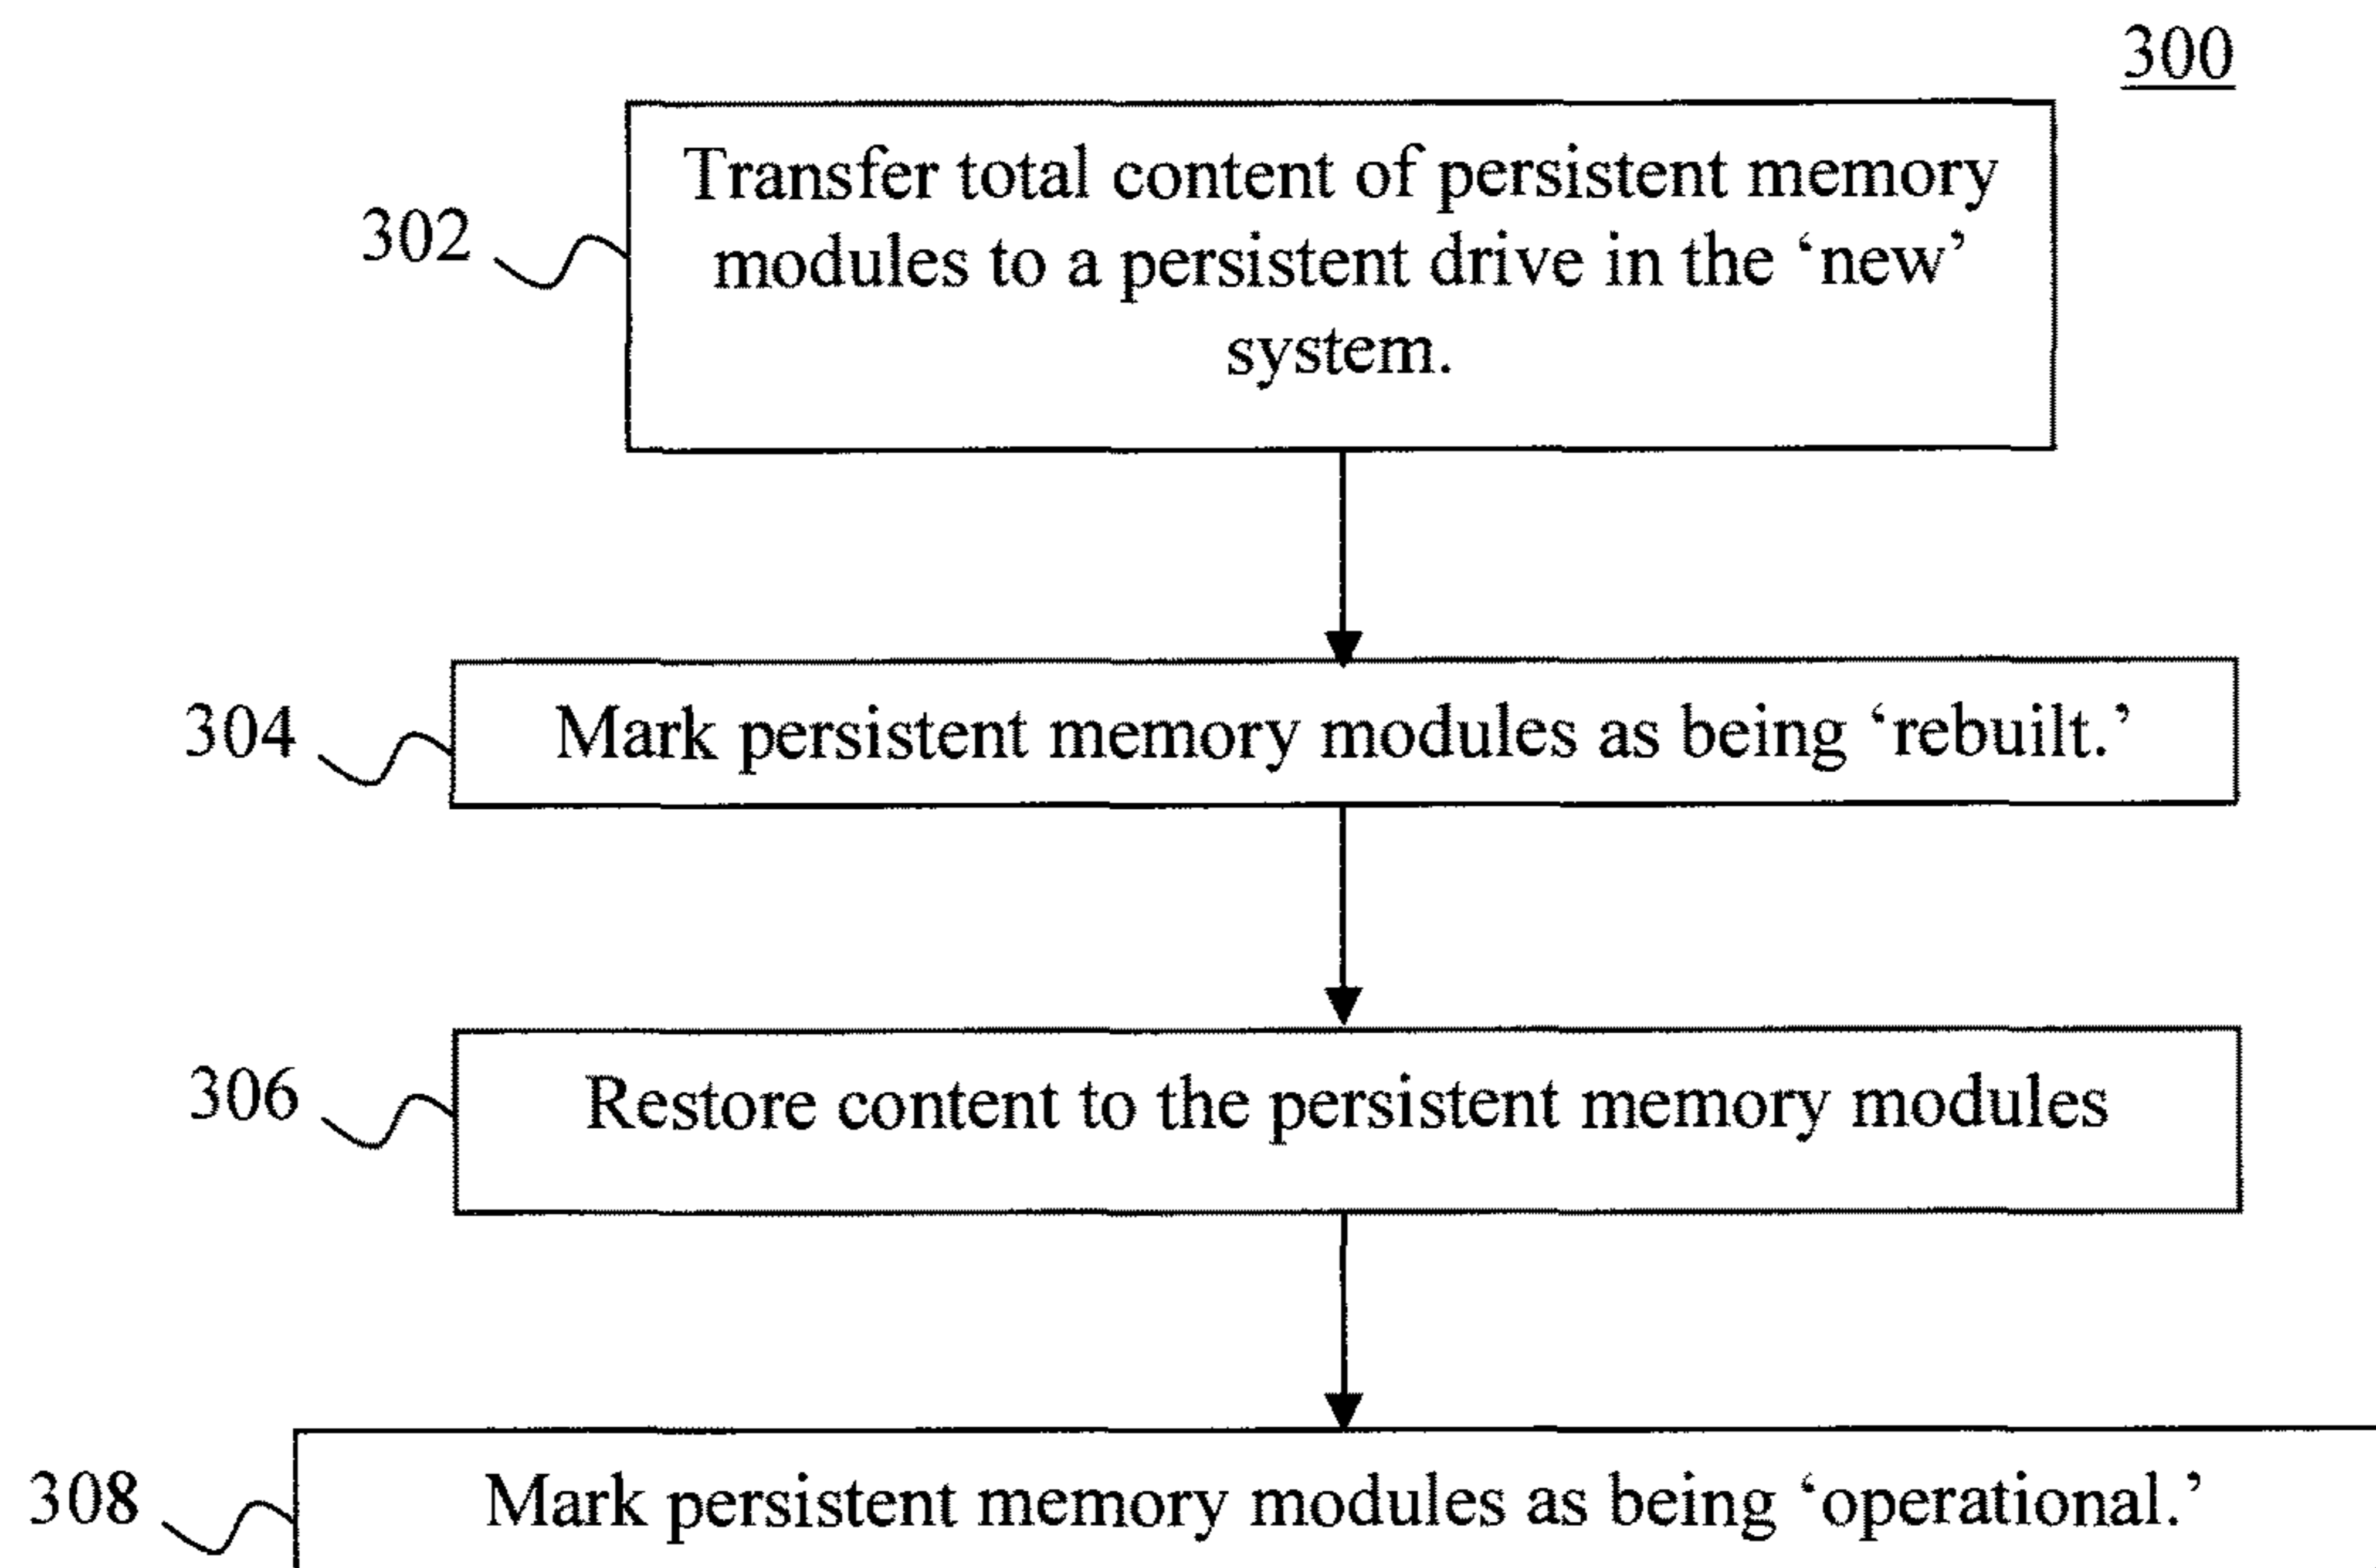 300
302
Transfer total content of persistent memory
modules to a persistent drive in the ‘new’
system.
304
Mark persistent memory modules as being ‘rebuilt.’
306
Restore content to the persistent memory modules
308
Mark persistent memory modules as being ‘operational.’